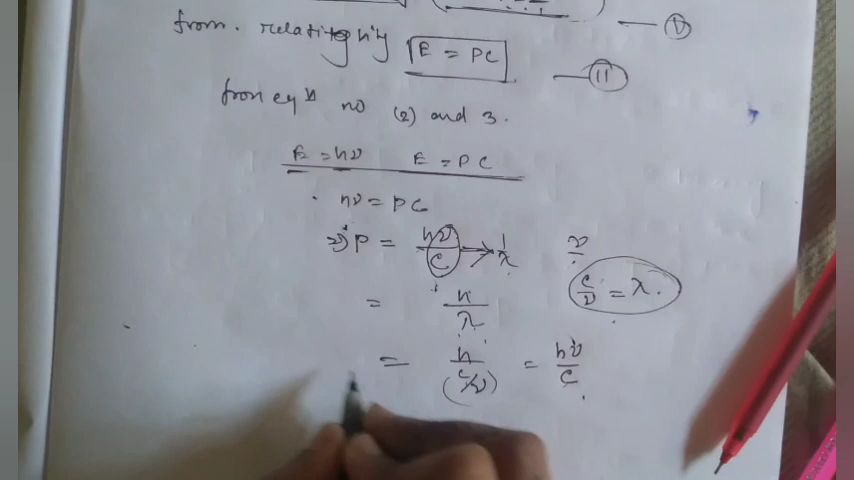 from. relativity E = PC — (11)
from eqn no (2) and 3.
E = hν E = PC
hν = PC
⇒ P = hν/C → 1/λ ν
= h/λ C/ν = λ.
= h/(C/ν) = hν/C